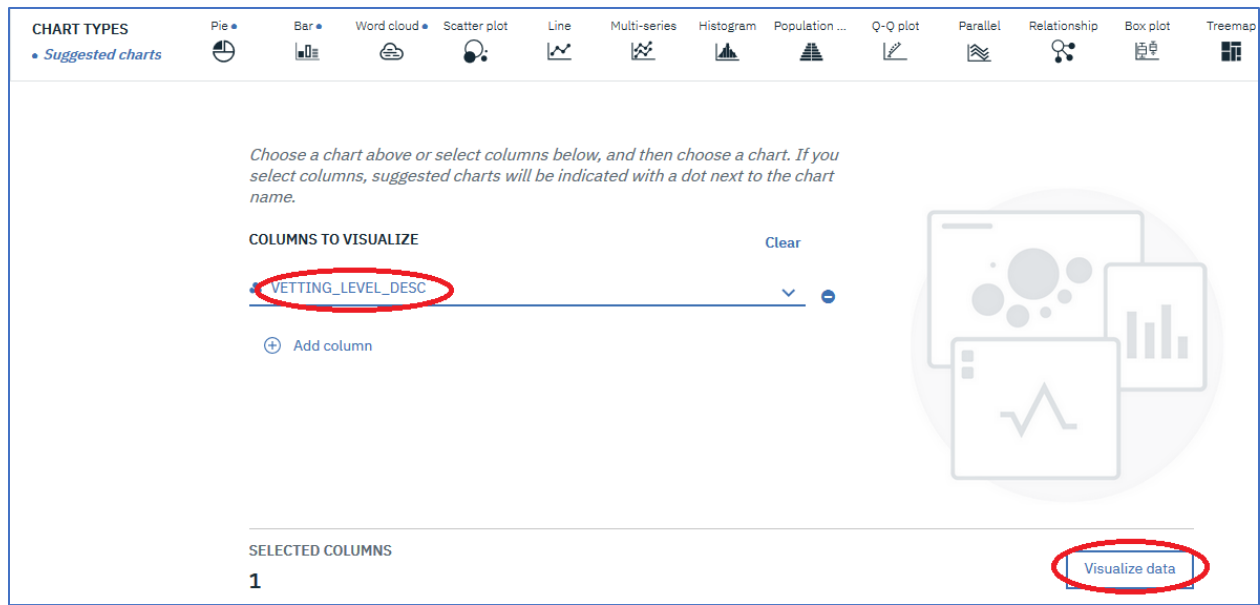 CHART TYPES
• Suggested charts
Pie •
Bar •
Word cloud •
Scatter plot
Line
Multi-series
Histogram
Population ...
Q-Q plot
Parallel
Relationship
Box plot
Treemap
Choose a chart above or select columns below, and then choose a chart. If you
select columns, suggested charts will be indicated with a dot next to the chart
name.
COLUMNS TO VISUALIZE
Clear
VETTING_LEVEL_DESC
Add column
SELECTED COLUMNS
1
Visualize data